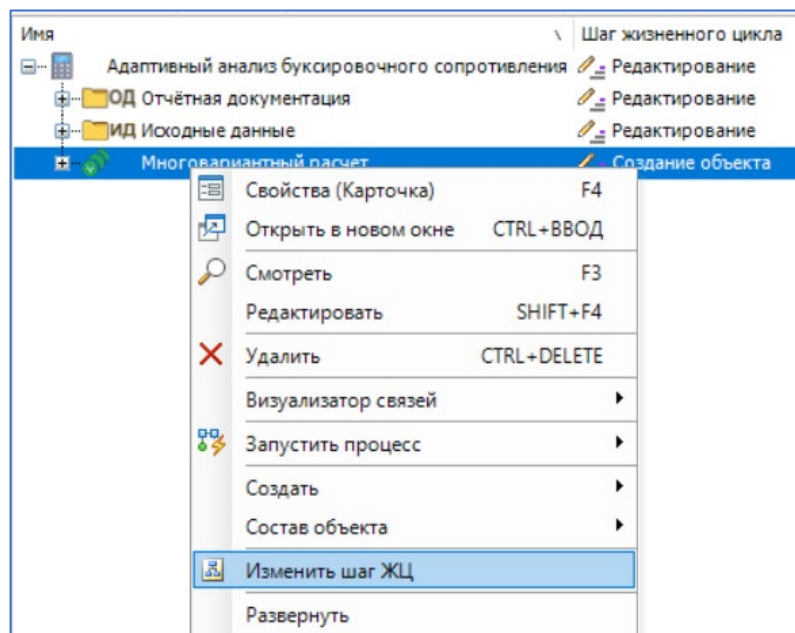 Имя \ Шаг жизненного цикла
Адаптивный анализ буксировочного сопротивления Редактирование
ОД Отчётная документация Редактирование
ИД Исходные данные Редактирование
Многовариантный расчет Создание объекта
Свойства (Карточка) F4
Открыть в новом окне CTRL+ВВОД
Смотреть F3
Редактировать SHIFT+F4
Удалить CTRL+DELETE
Визуализатор связей
Запустить процесс
Создать
Состав объекта
Изменить шаг ЖЦ
Развернуть